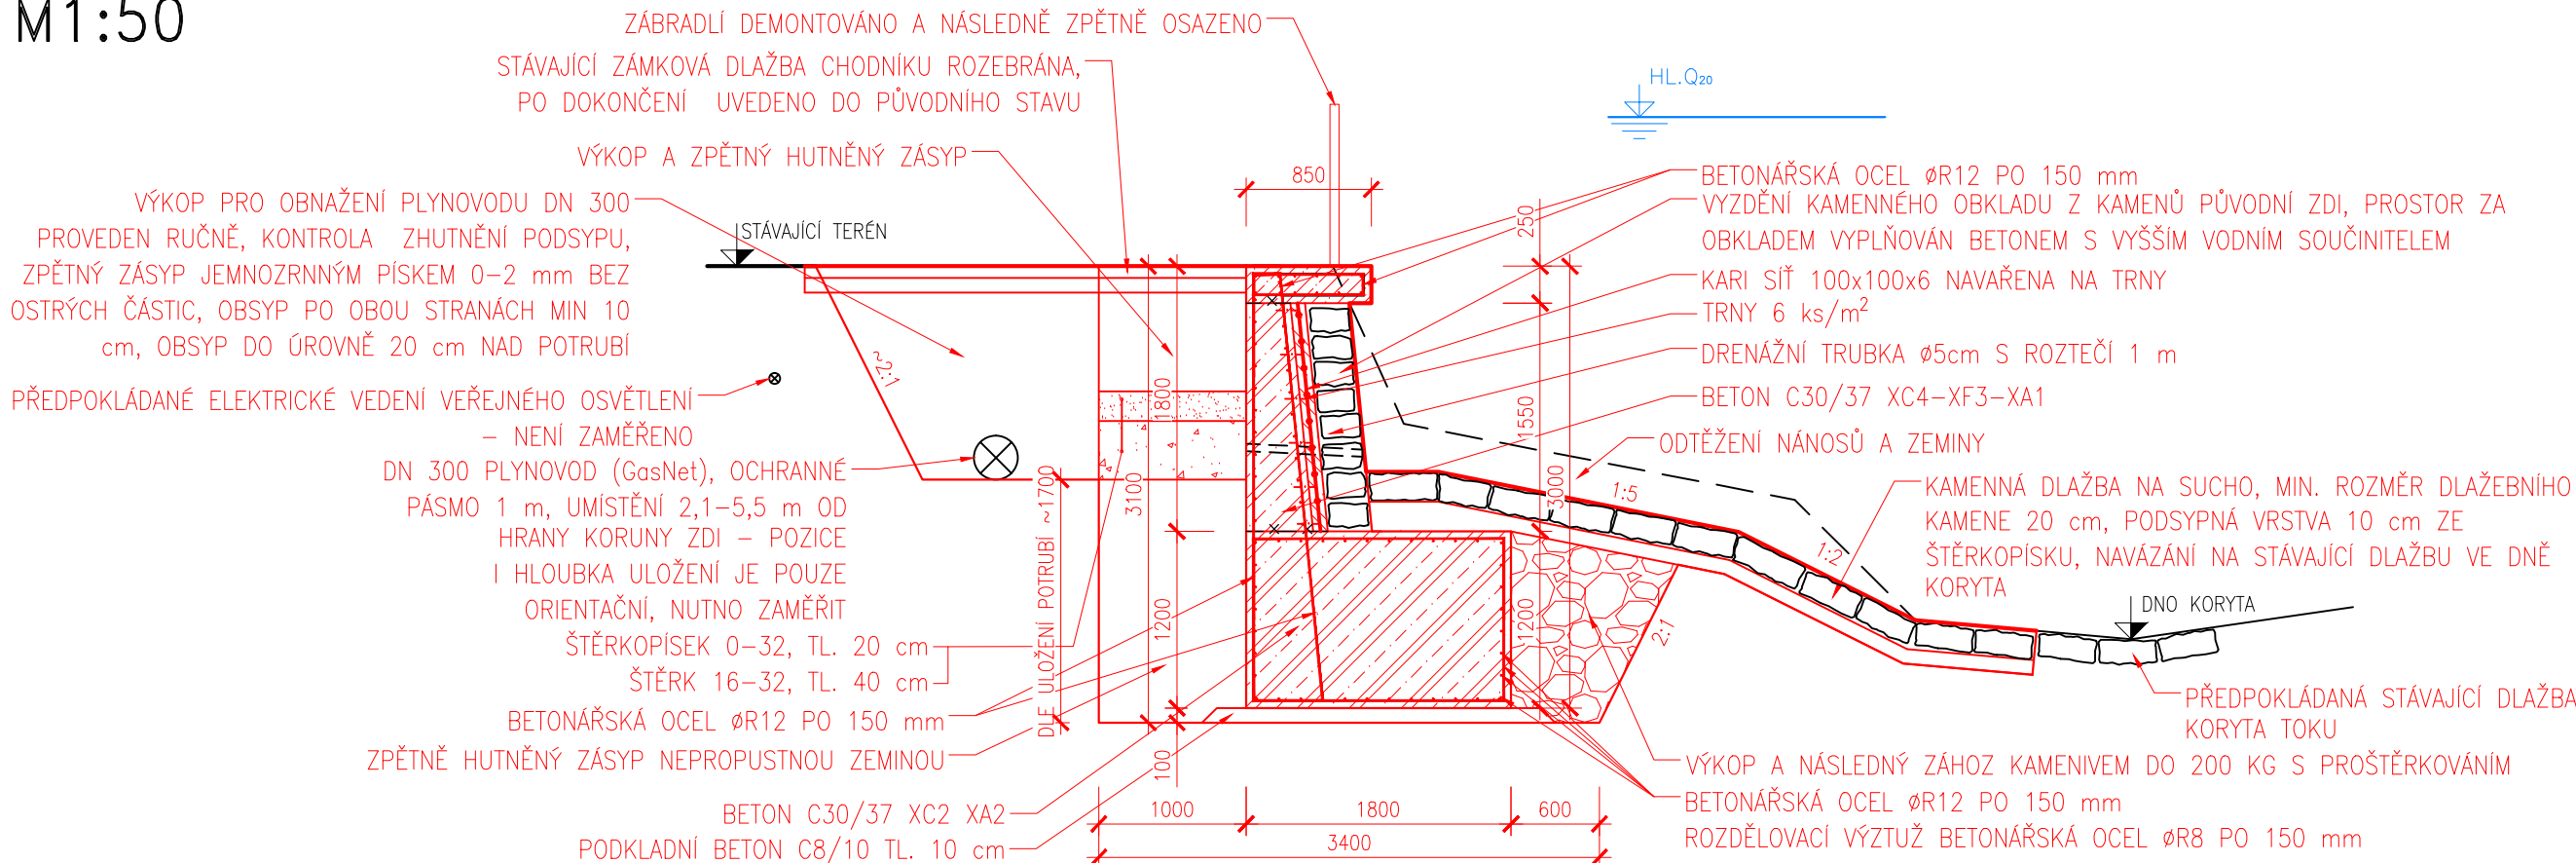 M1:50
ZÁBRADLÍ DEMONTOVÁNO A NÁSLEDNĚ ZPĚTNĚ OSAZENO
STÁVAJÍCÍ ZÁMKOVÁ DLAŽBA CHODNÍKU ROZEBRÁNA,
PO DOKONČENÍ UVEDENO DO PŮVODNÍHO STAVU
VÝKOP A ZPĚTNÝ HUTNĚNÝ ZÁSYP
VÝKOP PRO OBNAŽENÍ PLYNOVODU DN 300
PROVEDEN RUČNĚ, KONTROLA ZHUTNĚNÍ PODSYPU,
ZPĚTNÝ ZÁSYP JEMNOZRNNÝM PÍSKEM 0-2 mm BEZ
OSTRÝCH ČÁSTIC, OBSYP PO OBOU STRANÁCH MIN 10
cm, OBSYP DO ÚROVNĚ 20 cm NAD POTRUBÍ
STÁVAJÍCÍ TERÉN
PŘEDPOKLÁDANÉ ELEKTRICKÉ VEDENÍ VEŘEJNÉHO OSVĚTLENÍ
- NENÍ ZAMĚŘENO
DN 300 PLYNOVOD (GasNet), OCHRANNÉ
PÁSMO 1 m, UMÍSTĚNÍ 2,1-5,5 m OD
HRANY KORUNY ZDI - POZICE
I HLOUBKA ULOŽENÍ JE POUZE
ORIENTAČNÍ, NUTNO ZAMĚŘIT
ŠTĚRKOPÍSEK 0-32, TL. 20 cm
ŠTĚRK 16-32, TL. 40 cm
BETONÁŘSKÁ OCEL øR12 PO 150 mm
ZPĚTNĚ HUTNĚNÝ ZÁSYP NEPROPUSTNOU ZEMINOU
BETON C30/37 XC2 XA2
PODKLADNÍ BETON C8/10 TL. 10 cm
~2:1
DLE ULOŽENÍ POTRUBÍ ~1700
3100
1800
1200
100
1000
1800
600
3400
850
250
1550
3000
1200
HL.Q20
BETONÁŘSKÁ OCEL øR12 PO 150 mm
VYZDĚNÍ KAMENNÉHO OBKLADU Z KAMENŮ PŮVODNÍ ZDI, PROSTOR ZA
OBKLADEM VYPLŇOVÁN BETONEM S VYŠŠÍM VODNÍM SOUČINITELEM
KARI SÍŤ 100x100x6 NAVAŘENA NA TRNY
TRNY 6 ks/m²
DRENÁŽNÍ TRUBKA ø5cm S ROZTEČÍ 1 m
BETON C30/37 XC4-XF3-XA1
ODTĚŽENÍ NÁNOSŮ A ZEMINY
1:5
1:2
2:1
KAMENNÁ DLAŽBA NA SUCHO, MIN. ROZMĚR DLAŽEBNÍHO
KAMENE 20 cm, PODSYPNÁ VRSTVA 10 cm ZE
ŠTĚRKOPÍSKU, NAVÁZÁNÍ NA STÁVAJÍCÍ DLAŽBU VE DNĚ
KORYTA
DNO KORYTA
PŘEDPOKLÁDANÁ STÁVAJÍCÍ DLAŽBA
KORYTA TOKU
VÝKOP A NÁSLEDNÝ ZÁHOZ KAMENIVEM DO 200 KG S PROŠTĚRKOVÁNÍM
BETONÁŘSKÁ OCEL øR12 PO 150 mm
ROZDĚLOVACÍ VÝZTUŽ BETONÁŘSKÁ OCEL øR8 PO 150 mm